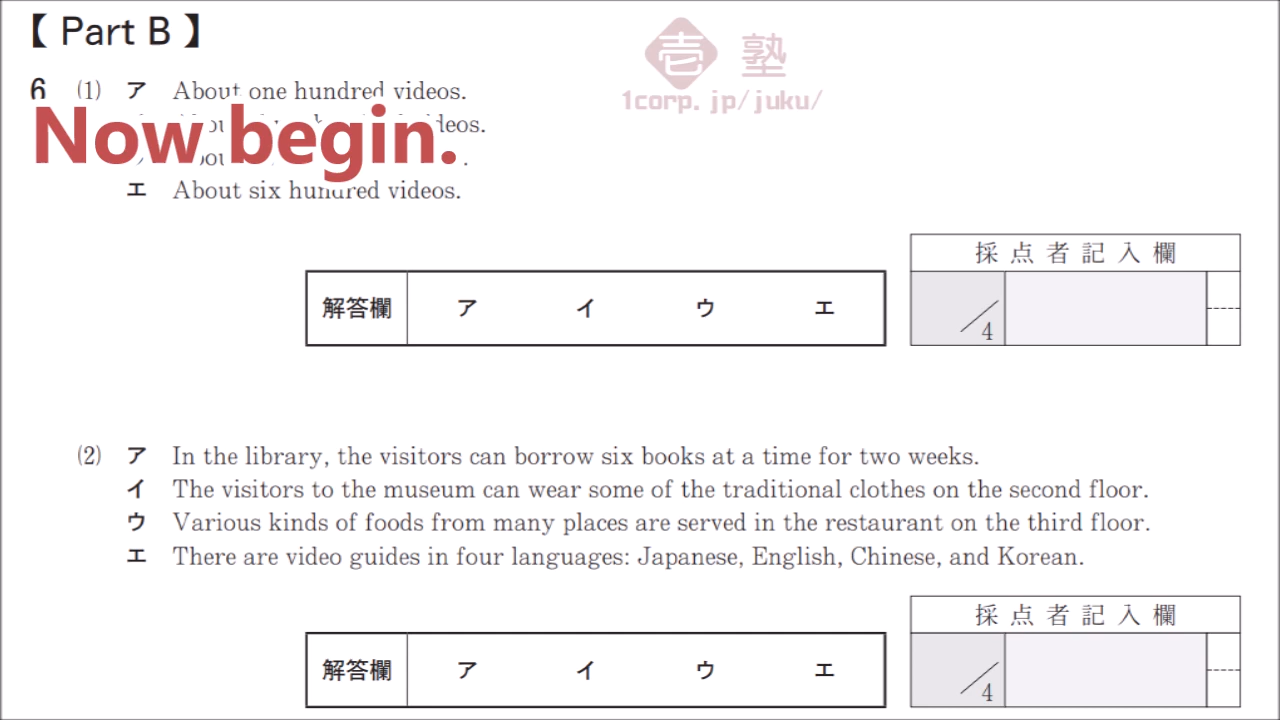 【 Part B 】
壱 塾
1corp.jp/juku/
6 (1) ア About one hundred videos.
Now begin.
エ About six hundred videos.
採点者記入欄
解答欄 ア イ ウ エ
4
(2) ア In the library, the visitors can borrow six books at a time for two weeks.
イ The visitors to the museum can wear some of the traditional clothes on the second floor.
ウ Various kinds of foods from many places are served in the restaurant on the third floor.
エ There are video guides in four languages: Japanese, English, Chinese, and Korean.
採点者記入欄
解答欄 ア イ ウ エ
4